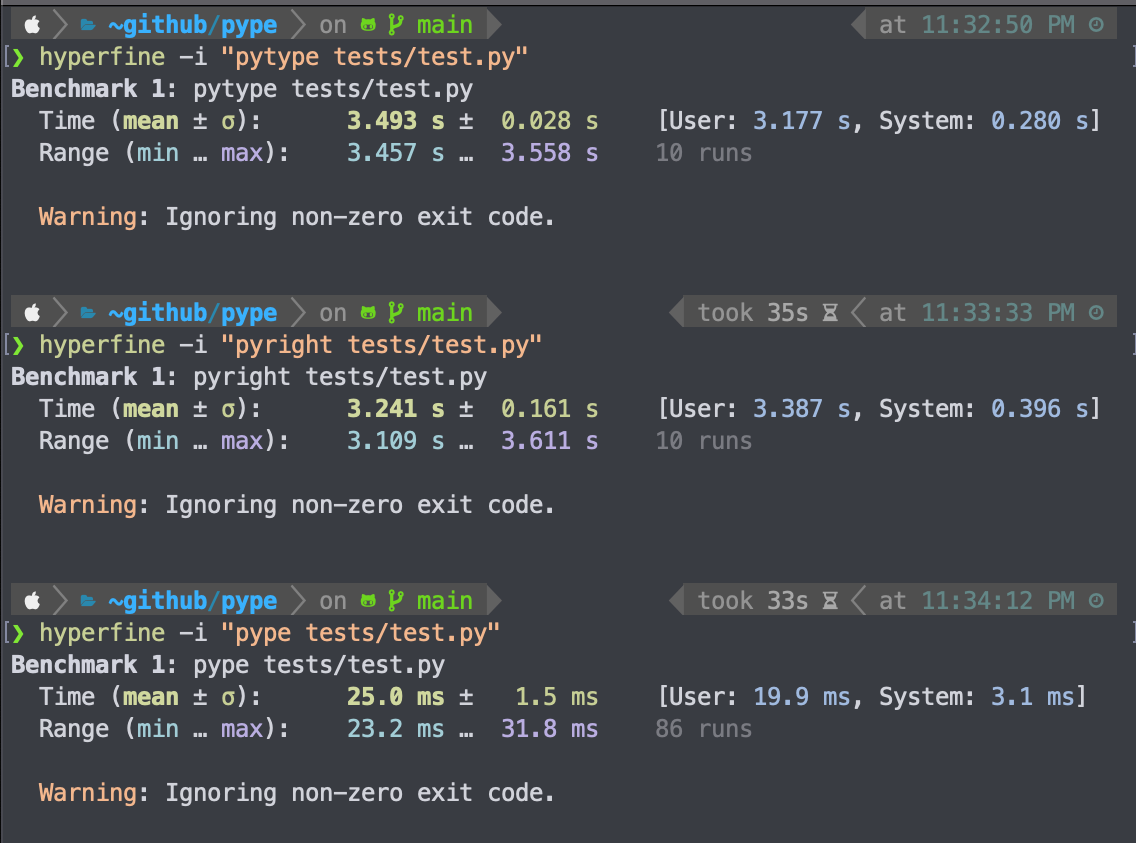 ~github/pype on main at 11:32:50 PM
❯ hyperfine -i "pytype tests/test.py"
Benchmark 1: pytype tests/test.py
Time (mean ± σ): 3.493 s ± 0.028 s [User: 3.177 s, System: 0.280 s]
Range (min … max): 3.457 s … 3.558 s 10 runs
Warning: Ignoring non-zero exit code.
~github/pype on main took 35s at 11:33:33 PM
❯ hyperfine -i "pyright tests/test.py"
Benchmark 1: pyright tests/test.py
Time (mean ± σ): 3.241 s ± 0.161 s [User: 3.387 s, System: 0.396 s]
Range (min … max): 3.109 s … 3.611 s 10 runs
Warning: Ignoring non-zero exit code.
~github/pype on main took 33s at 11:34:12 PM
❯ hyperfine -i "pype tests/test.py"
Benchmark 1: pype tests/test.py
Time (mean ± σ): 25.0 ms ± 1.5 ms [User: 19.9 ms, System: 3.1 ms]
Range (min … max): 23.2 ms … 31.8 ms 86 runs
Warning: Ignoring non-zero exit code.